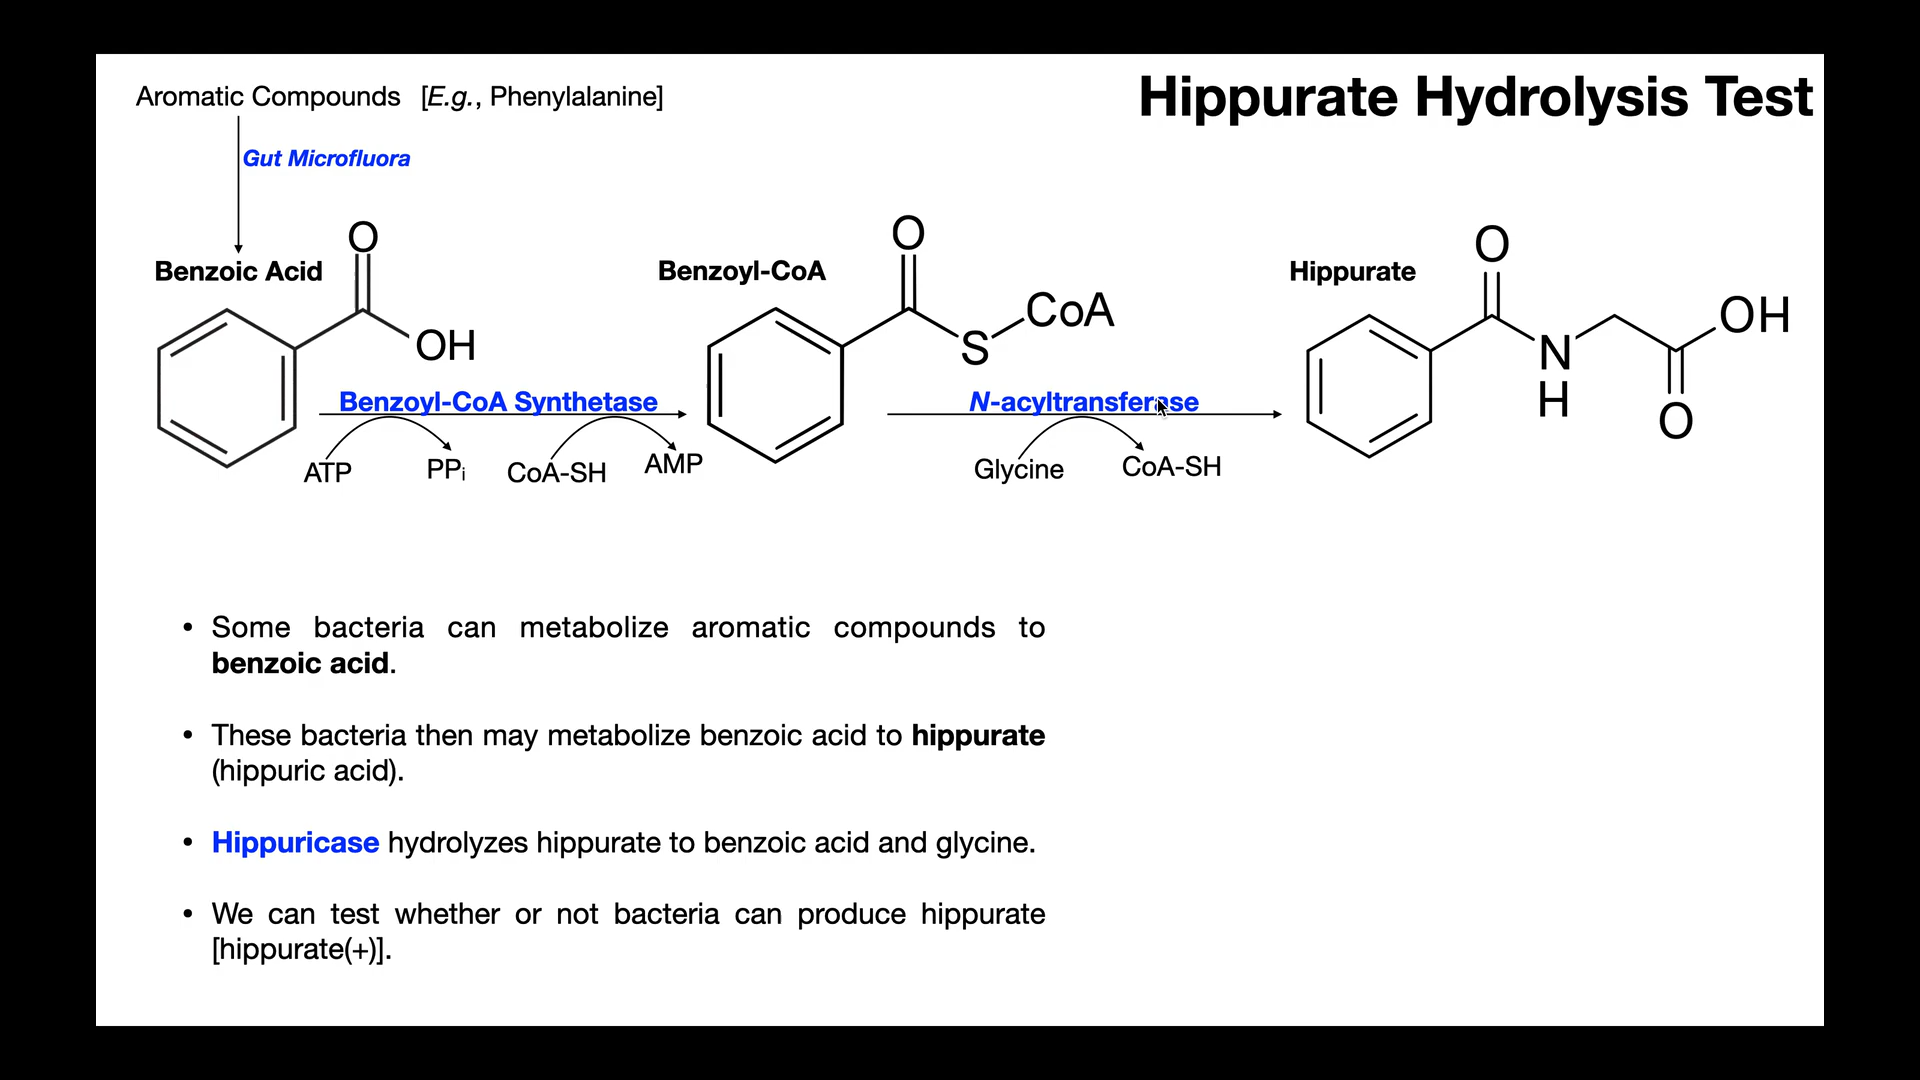 Hippurate Hydrolysis Test
Aromatic Compounds [E.g., Phenylalanine]
Gut Microfluora
Benzoic Acid
O
OH
Benzoyl-CoA Synthetase
ATP
PPi
CoA-SH
AMP
Benzoyl-CoA
O
CoA
S
N-acyltransferase
Glycine
CoA-SH
Hippurate
O
OH
N
H
O
• Some bacteria can metabolize aromatic compounds to
benzoic acid.
• These bacteria then may metabolize benzoic acid to hippurate
(hippuric acid).
• Hippuricase hydrolyzes hippurate to benzoic acid and glycine.
• We can test whether or not bacteria can produce hippurate
[hippurate(+)].